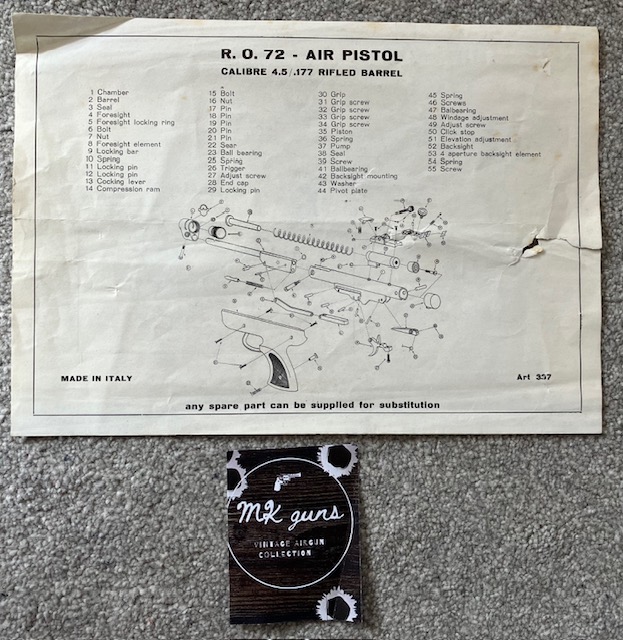 R. O. 72 - AIR PISTOL
CALIBRE 4.5/.177 RIFLED BARREL
1 Chamber
2 Barrel
3 Seal
4 Foresight
5 Foresight locking ring
6 Bolt
7 Nut
8 Foresight element
9 Locking bar
10 Spring
11 Locking pin
12 Locking pin
13 Cocking lever
14 Compression ram
15 Bolt
16 Nut
17 Pin
18 Pin
19 Pin
20 Pin
21 Pin
22 Sear
23 Ball bearing
25 Spring
26 Trigger
27 Adjust screw
28 End cap
29 Locking pin
30 Grip
31 Grip screw
32 Grip screw
33 Grip screw
34 Grip screw
35 Piston
36 Spring
37 Pump
38 Seal
39 Screw
41 Ballbearing
42 Backsight mounting
43 Washer
44 Pivot plate
45 Spring
46 Screws
47 Balbearing
48 Windage adjustment
49 Adjust screw
50 Click stop
51 Elevation adjustment
52 Backsight
53 4 aperture backsight element
54 Spring
55 Screw
MADE IN ITALY
Art 337
any spare part can be supplied for substitution
MK guns
VINTAGE AIRGUN
COLLECTION